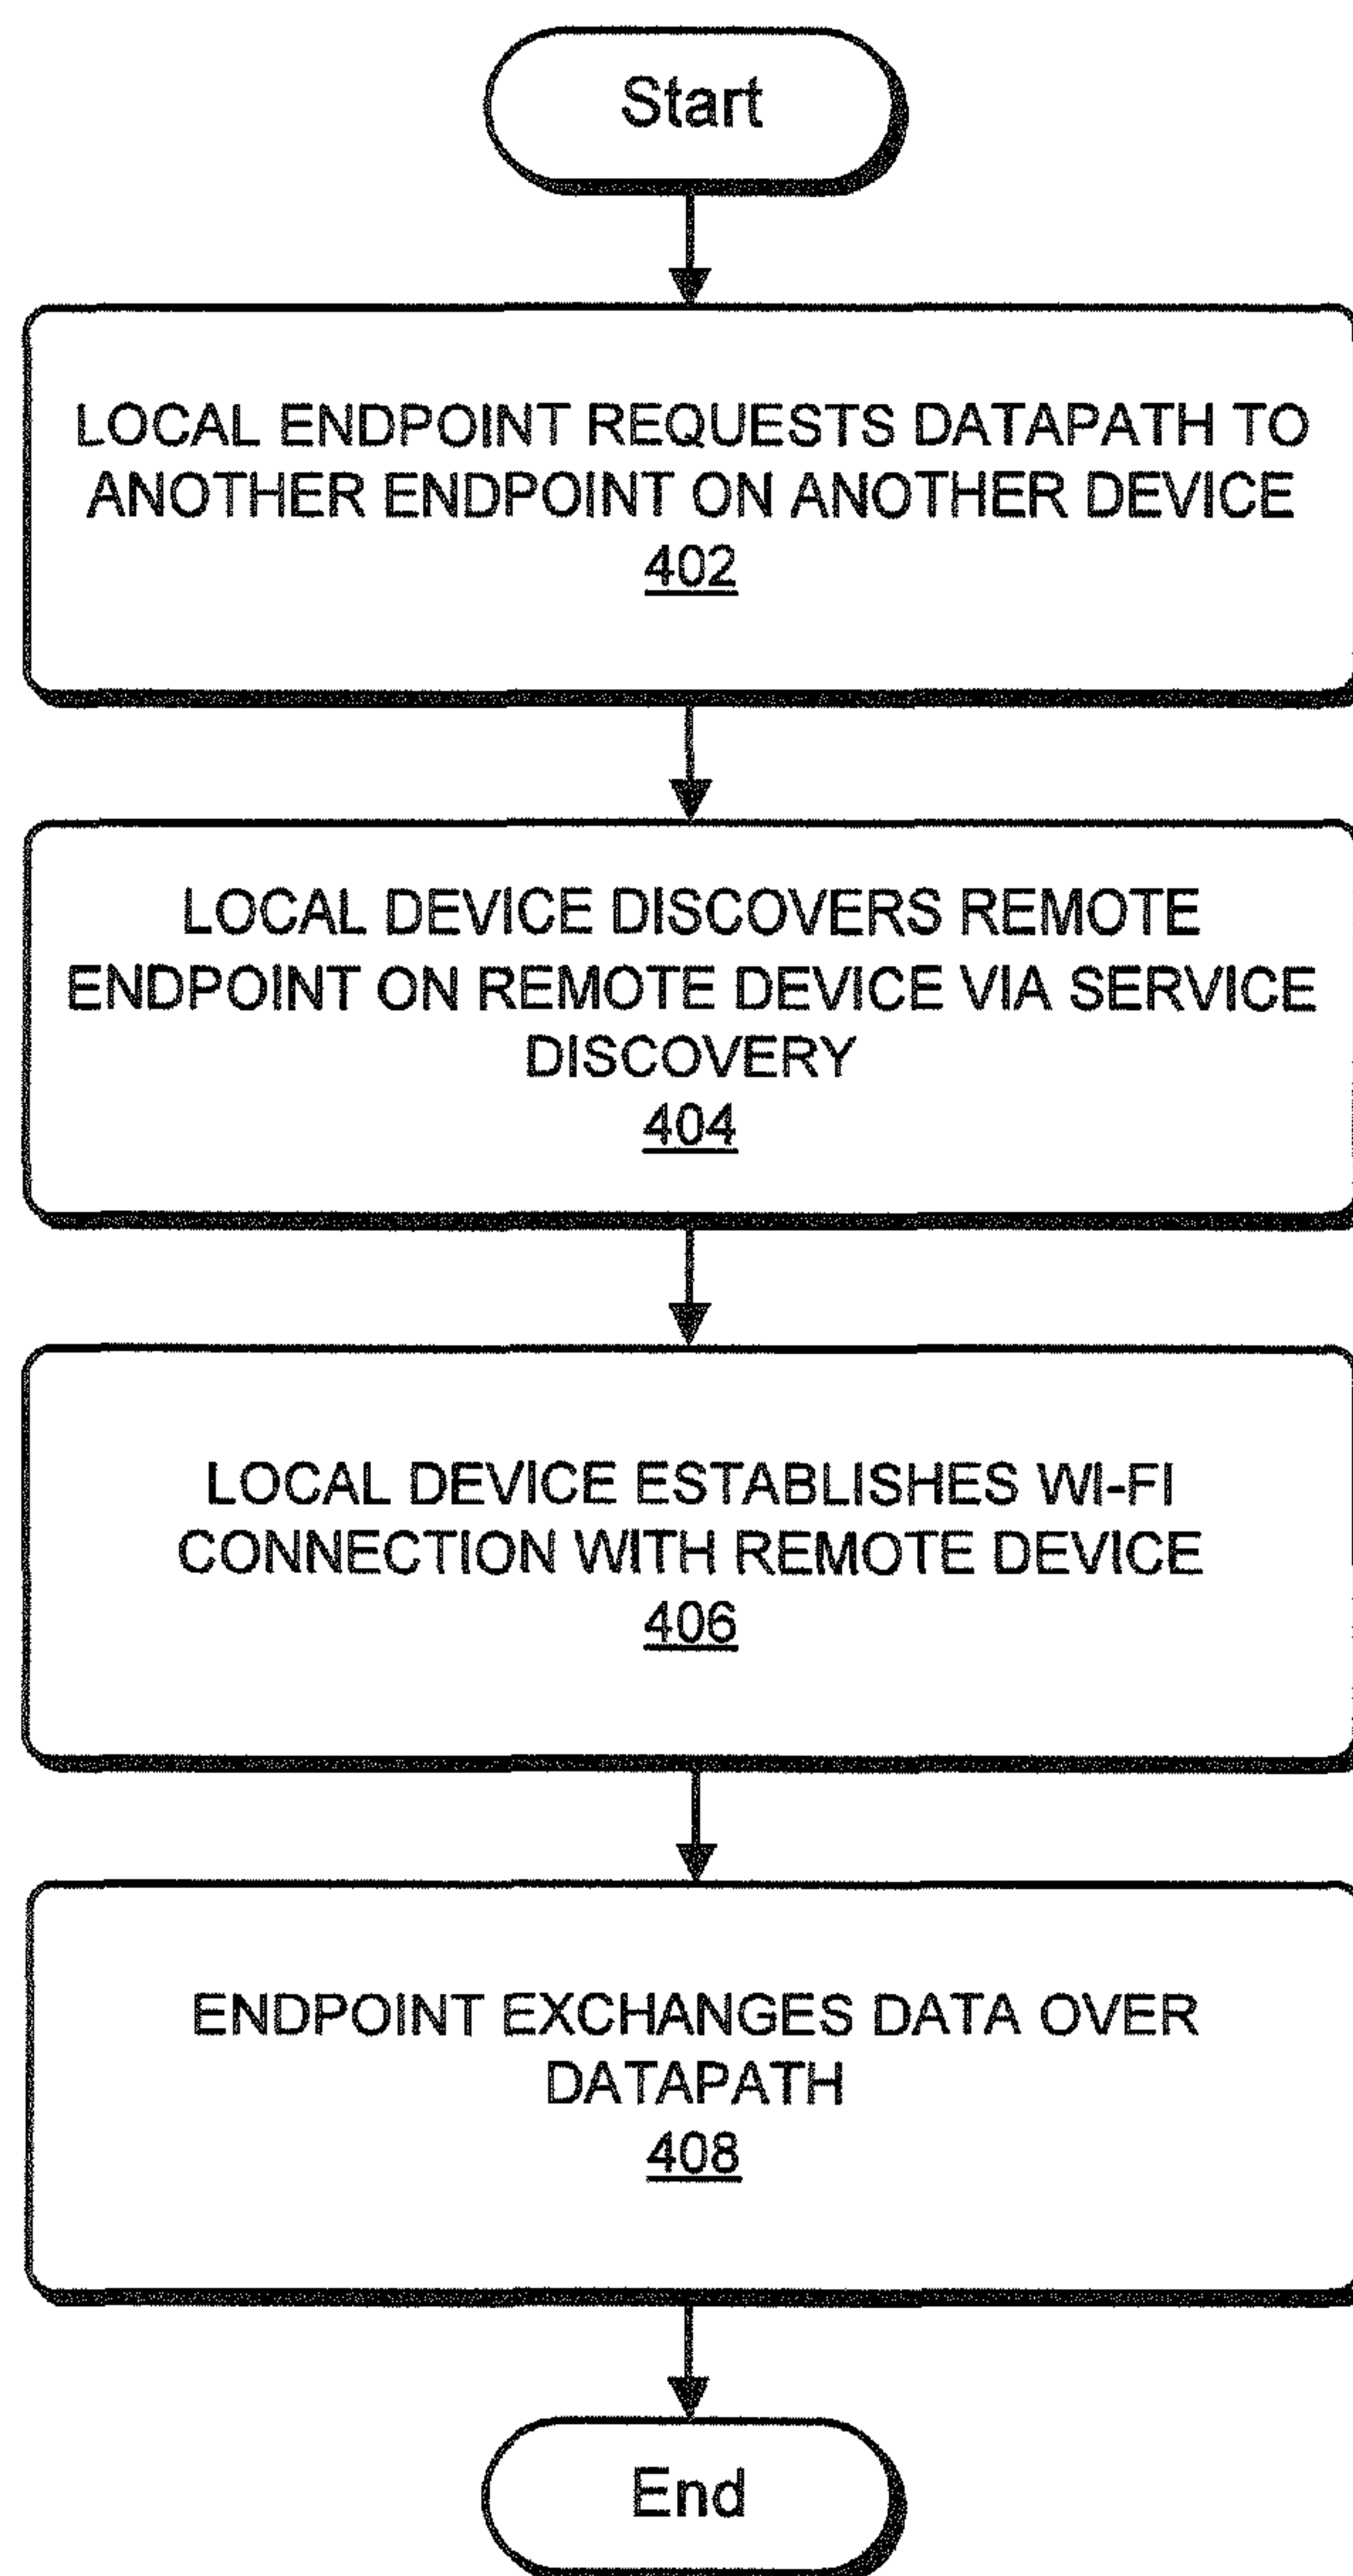 Start
LOCAL ENDPOINT REQUESTS DATAPATH TO
ANOTHER ENDPOINT ON ANOTHER DEVICE
402
LOCAL DEVICE DISCOVERS REMOTE
ENDPOINT ON REMOTE DEVICE VIA SERVICE
DISCOVERY
404
LOCAL DEVICE ESTABLISHES WI-FI
CONNECTION WITH REMOTE DEVICE
406
ENDPOINT EXCHANGES DATA OVER
DATAPATH
408
End